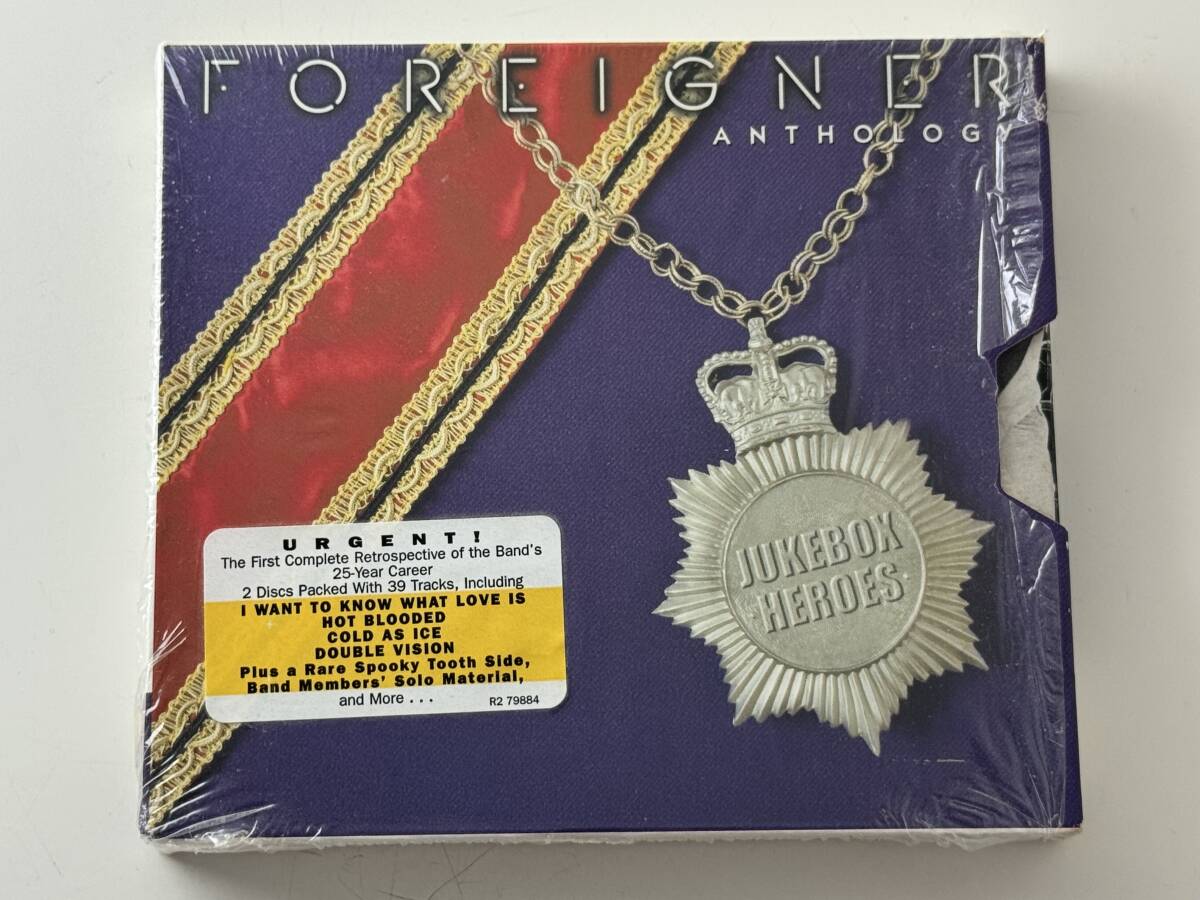 FOREIGNER
ANTHOLOG
JUKEBOX
HEROES
URGENT!
The First Complete Retrospective of the Band's
25-Year Career
2 Discs Packed With 39 Tracks, Including
I WANT TO KNOW WHAT LOVE IS
HOT BLOODED
COLD AS ICE
DOUBLE VISION
Plus a Rare Spooky Tooth Side,
Band Members' Solo Material,
and More . . . R2 79884